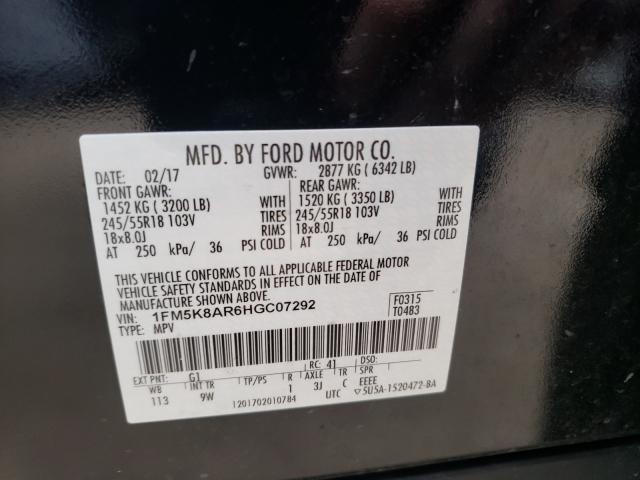 MFD. BY FORD MOTOR CO.
DATE: 02/17 GVWR: 2877 KG ( 6342 LB)
FRONT GAWR: REAR GAWR:
1452 KG ( 3200 LB) WITH 1520 KG ( 3350 LB) WITH
245/55R18 103V TIRES 245/55R18 103V TIRES
18x8.0J RIMS 18x8.0J RIMS
AT 250 kPa/ 36 PSI COLD AT 250 kPa/ 36 PSI COLD
THIS VEHICLE CONFORMS TO ALL APPLICABLE FEDERAL MOTOR
VEHICLE SAFETY STANDARDS IN EFFECT ON THE DATE OF
MANUFACTURE SHOWN ABOVE.
VIN: 1FM5K8AR6HGC07292 F0315
TYPE: MPV T0483
EXT PNT: G1 RC: 41 DSO:
WB INT TR TP/PS R AXLE TR SPR
113 9W 1 3J C EEEE
1201702010784 UTC 5U5A-1520472-BA